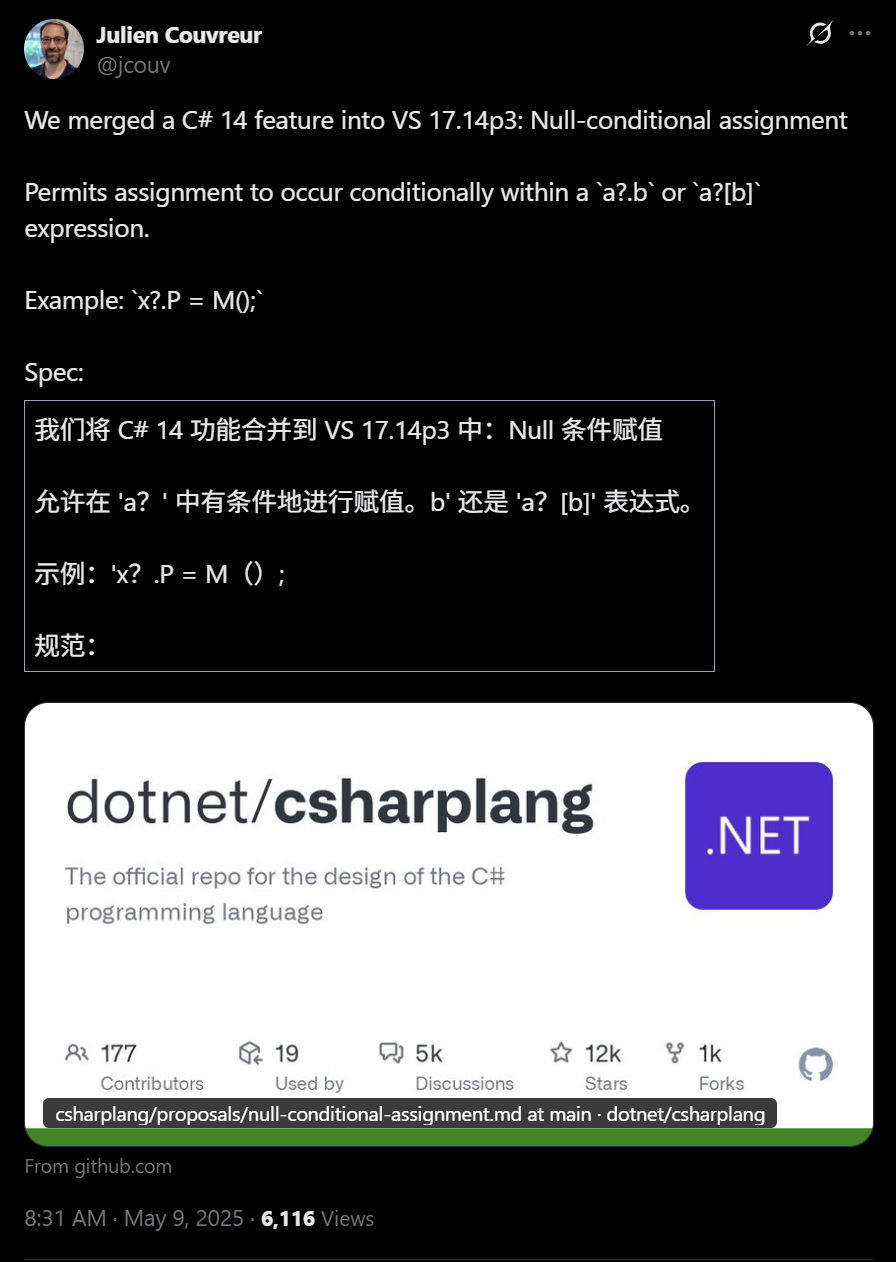 Julien Couvreur
@jcouv
We merged a C# 14 feature into VS 17.14p3: Null-conditional assignment
Permits assignment to occur conditionally within a `a?.b` or `a?[b]`
expression.
Example: `x?.P = M();`
Spec:
我们将 C# 14 功能合并到 VS 17.14p3 中：Null 条件赋值
允许在 'a？' 中有条件地进行赋值。b' 还是 'a？[b]' 表达式。
示例：'x？.P = M（）;
规范：
dotnet/csharplang
.NET
The official repo for the design of the C#
programming language
177 19 5k 12k 1k
Contributors Used by Discussions Stars Forks
csharplang/proposals/null-conditional-assignment.md at main · dotnet/csharplang
From github.com
8:31 AM · May 9, 2025 · 6,116 Views